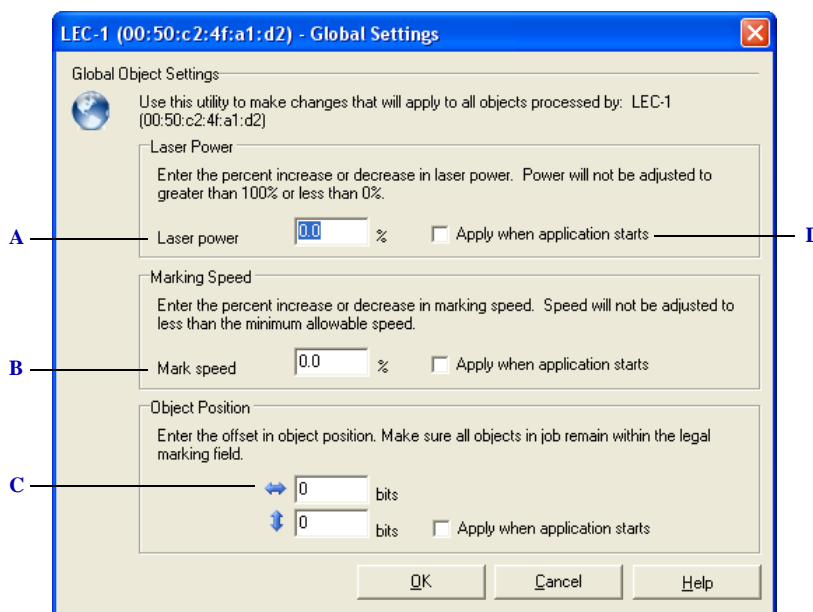 LEC-1 (00:50:c2:4f:a1:d2) - Global Settings
Global Object Settings
Use this utility to make changes that will apply to all objects processed by: LEC-1
(00:50:c2:4f:a1:d2)
Laser Power
Enter the percent increase or decrease in laser power. Power will not be adjusted to
greater than 100% or less than 0%.
A Laser power 0.0 % Apply when application starts I
Marking Speed
Enter the percent increase or decrease in marking speed. Speed will not be adjusted to
less than the minimum allowable speed.
B Mark speed 0.0 % Apply when application starts
Object Position
Enter the offset in object position. Make sure all objects in job remain within the legal
marking field.
C 0 bits
0 bits Apply when application starts
OK Cancel Help